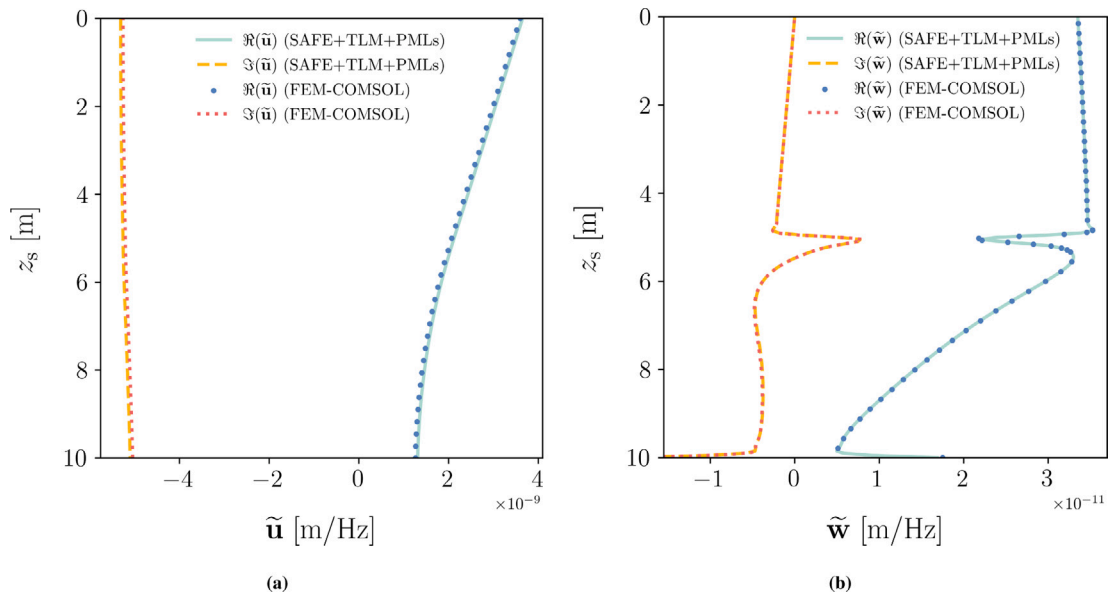 ℜ(ũ) (SAFE+TLM+PMLs)
ℑ(ũ) (SAFE+TLM+PMLs)
ℜ(ũ) (FEM-COMSOL)
ℑ(ũ) (FEM-COMSOL)
0
2
4
6
8
10
z_s [m]
−4
−2
0
2
4
×10⁻⁹
ũ [m/Hz]
(a)
ℜ(w̃) (SAFE+TLM+PMLs)
ℑ(w̃) (SAFE+TLM+PMLs)
ℜ(w̃) (FEM-COMSOL)
ℑ(w̃) (FEM-COMSOL)
0
2
4
6
8
10
z_s [m]
−1
0
1
2
3
×10⁻¹¹
w̃ [m/Hz]
(b)